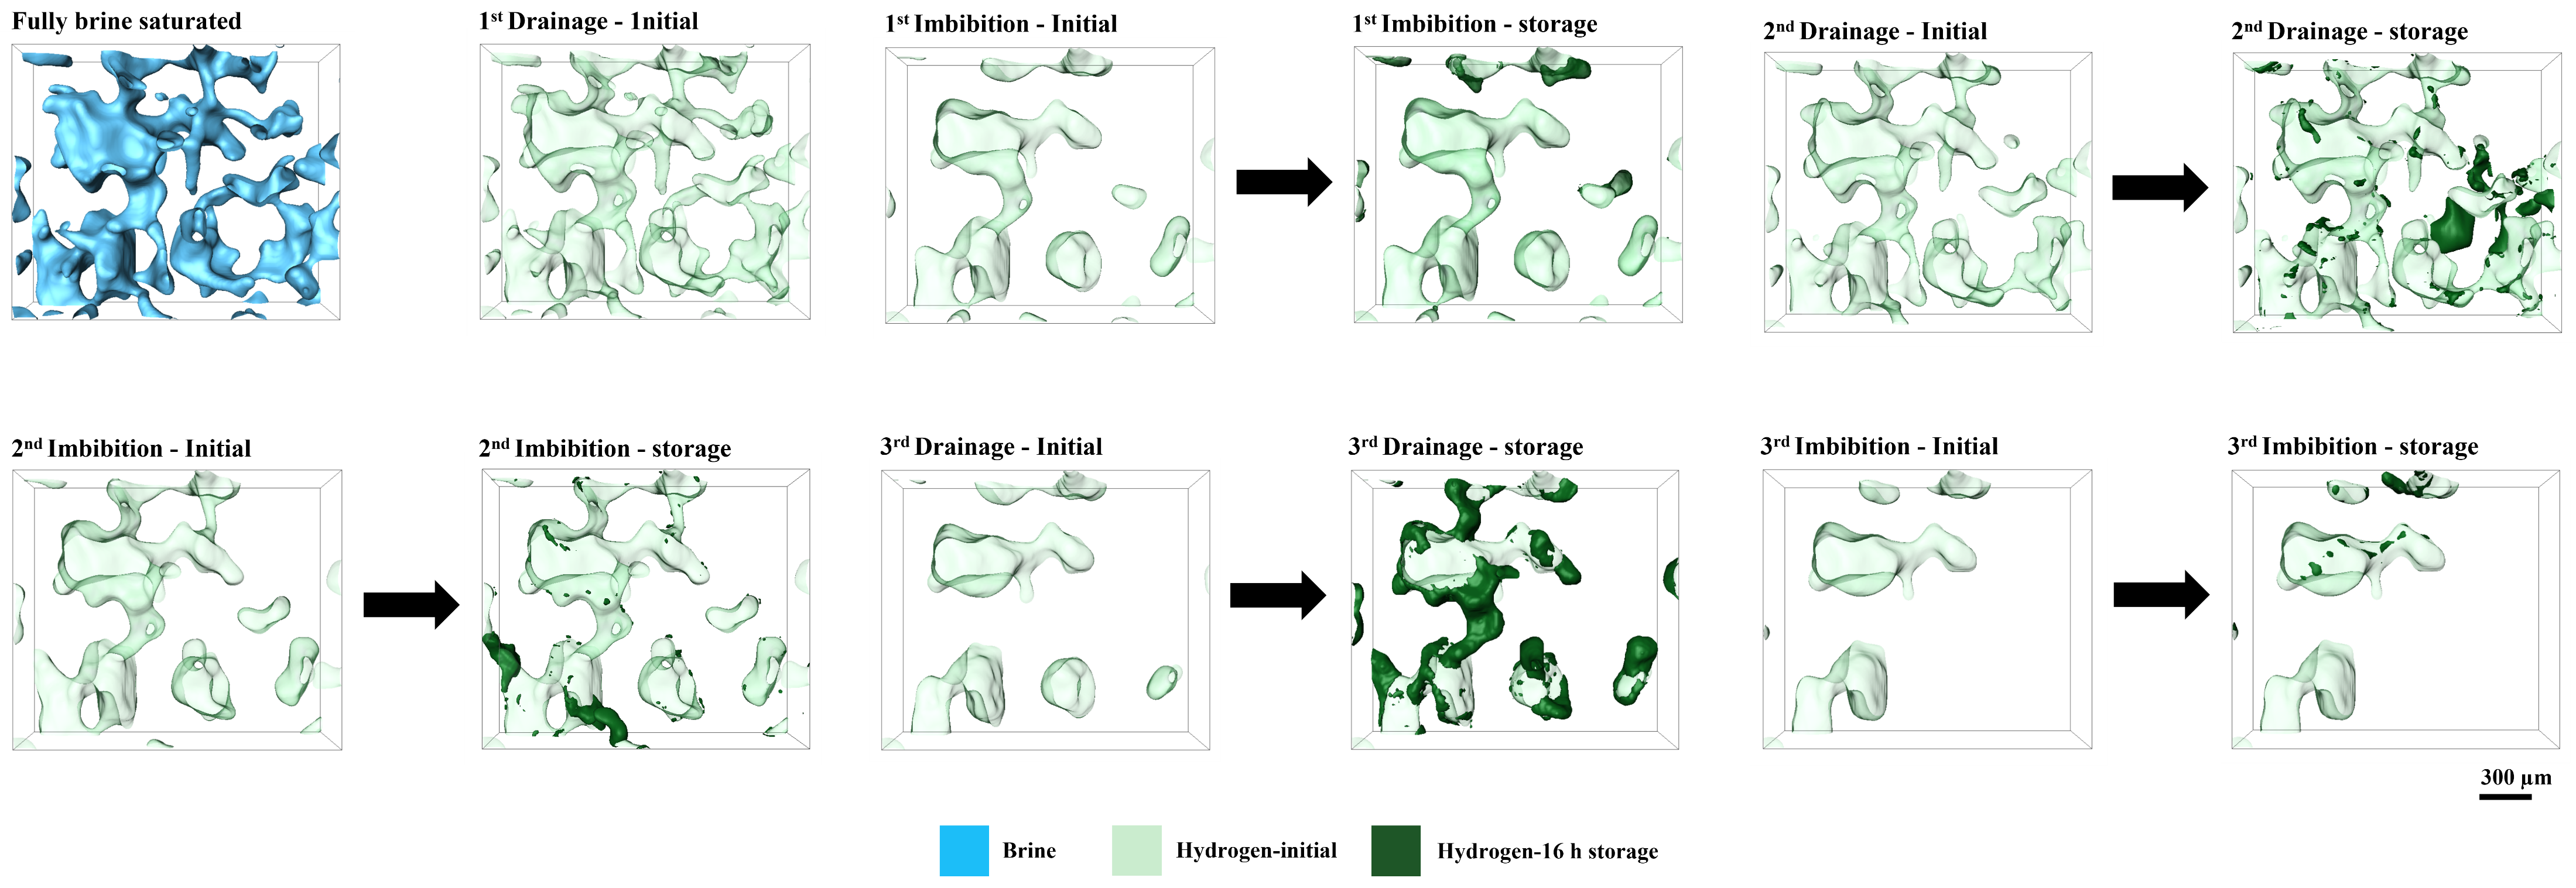 Fully brine saturated
1st Drainage - 1nitial
1st Imbibition - Initial
1st Imbibition - storage
2nd Drainage - Initial
2nd Drainage - storage
2nd Imbibition - Initial
2nd Imbibition - storage
3rd Drainage - Initial
3rd Drainage - storage
3rd Imbibition - Initial
3rd Imbibition - storage
300 µm
Brine
Hydrogen-initial
Hydrogen-16 h storage